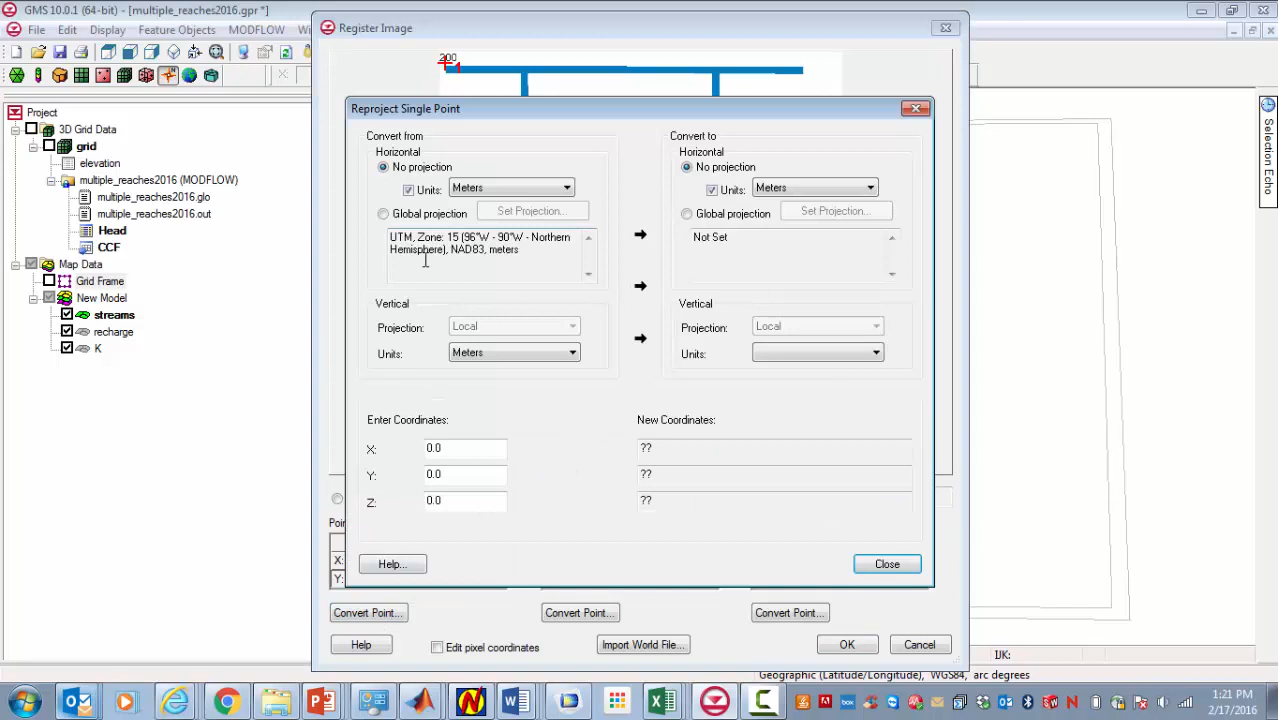 GMS 10.0.1 (64-bit) - [multiple_reaches2016.gpr *]
File Edit Display Feature Objects MODFLOW
Project
3D Grid Data
grid
elevation
multiple_reaches2016 (MODFLOW)
multiple_reaches2016.glo
multiple_reaches2016.out
Head
CCF
Map Data
Grid Frame
New Model
streams
recharge
K
Register Image
200
1
Reproject Single Point
Convert from
Horizontal
No projection
Units: Meters
Global projection Set Projection...
UTM, Zone: 15 (96°W - 90°W - Northern
Hemisphere), NAD83, meters
Vertical
Projection: Local
Units: Meters
Convert to
Horizontal
No projection
Units: Meters
Global projection Set Projection...
Not Set
Vertical
Projection: Local
Units:
Enter Coordinates:
X: 0.0
Y: 0.0
Z: 0.0
New Coordinates:
??
??
??
Help... Close
X:
Y:
Convert Point... Convert Point... Convert Point...
Help Edit pixel coordinates Import World File... OK Cancel
Selection Echo
IJK:
Geographic (Latitude/Longitude), WGS84, arc degrees
1:21 PM
2/17/2016